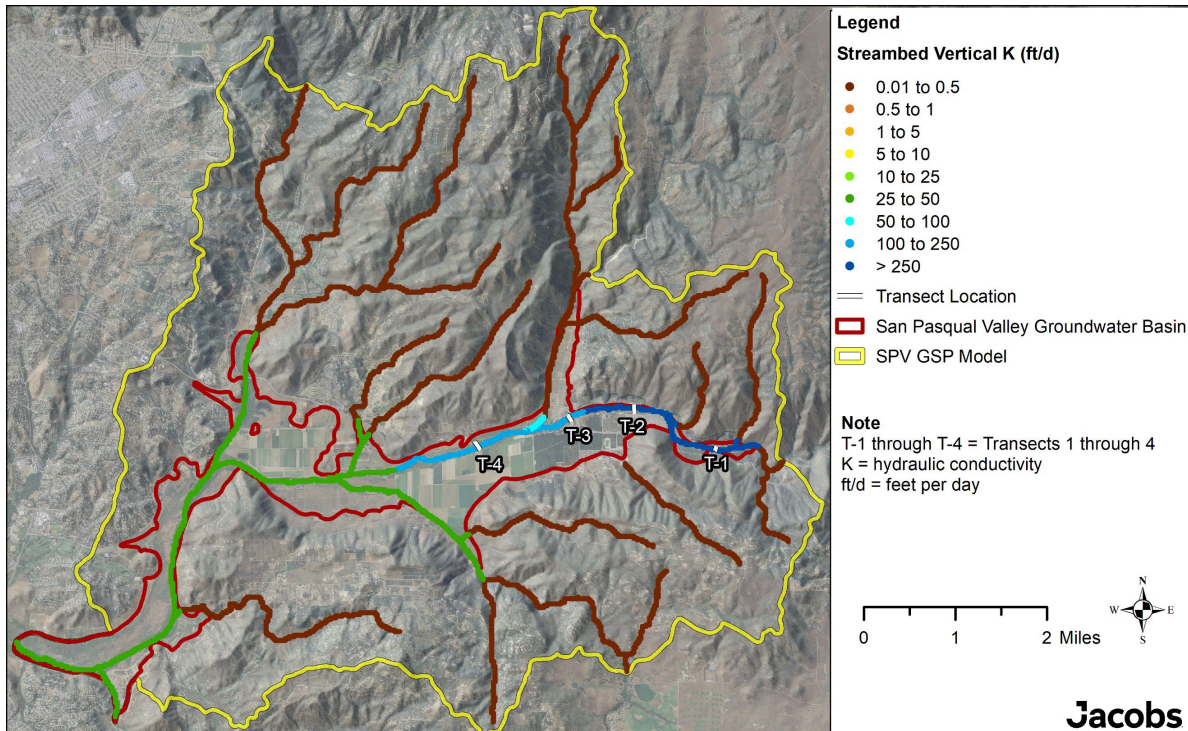 Legend
Streambed Vertical K (ft/d)
0.01 to 0.5
0.5 to 1
1 to 5
5 to 10
10 to 25
25 to 50
50 to 100
100 to 250
> 250
Transect Location
San Pasqual Valley Groundwater Basin
SPV GSP Model
Note
T-1 through T-4 = Transects 1 through 4
K = hydraulic conductivity
ft/d = feet per day
T-2
T-3
T-4
T-1
N
W E
S
0 1 2 Miles
Jacobs